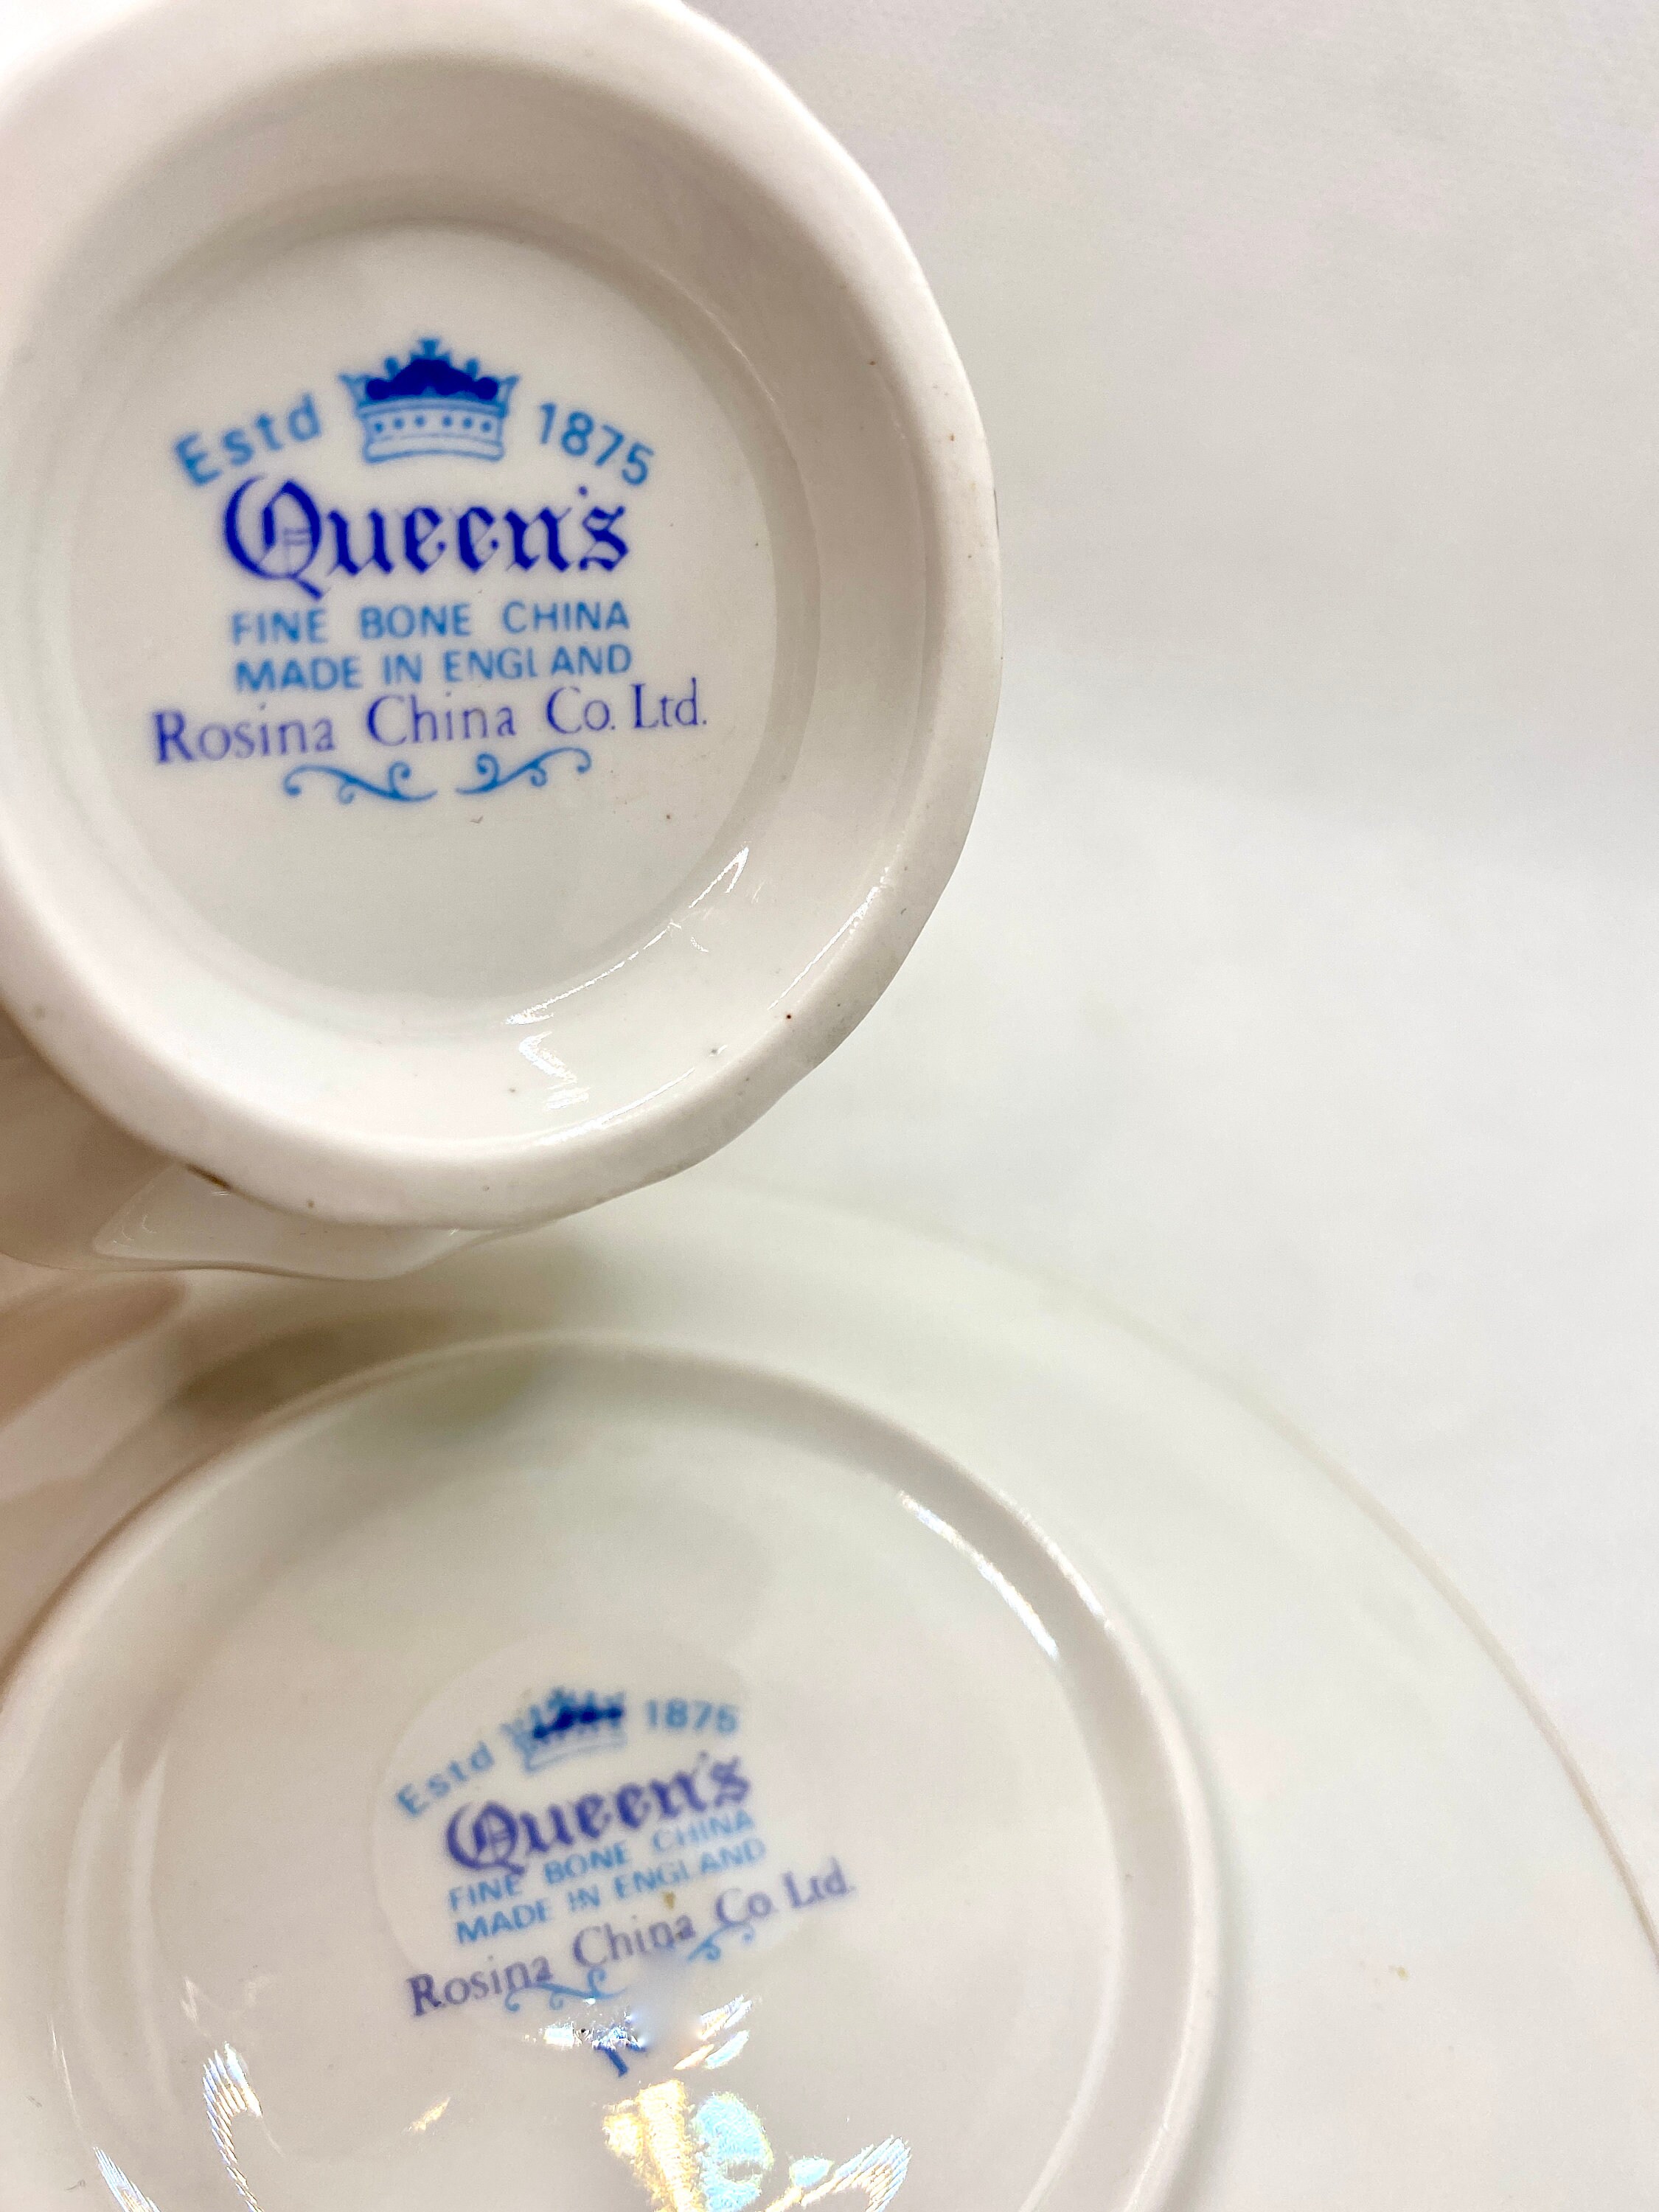 Estd 1875
Queen's
FINE BONE CHINA
MADE IN ENGLAND
Rosina China Co. Ltd.
Estd 1875
Queen's
FINE BONE CHINA
MADE IN ENGLAND
Rosina China Co. Ltd.